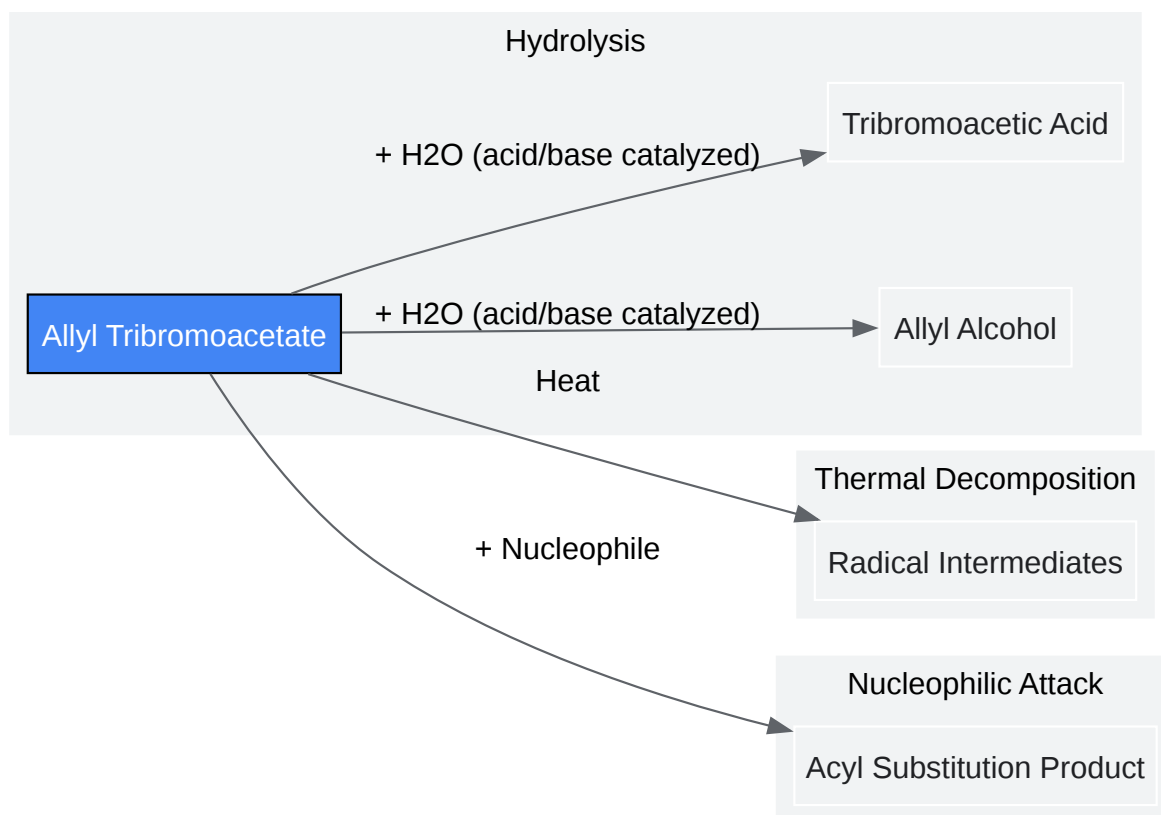 Hydrolysis
Tribromoacetic Acid
+ H2O (acid/base catalyzed)
Allyl Tribromoacetate
+ H2O (acid/base catalyzed)
Allyl Alcohol
Heat
Thermal Decomposition
Radical Intermediates
+ Nucleophile
Nucleophilic Attack
Acyl Substitution Product